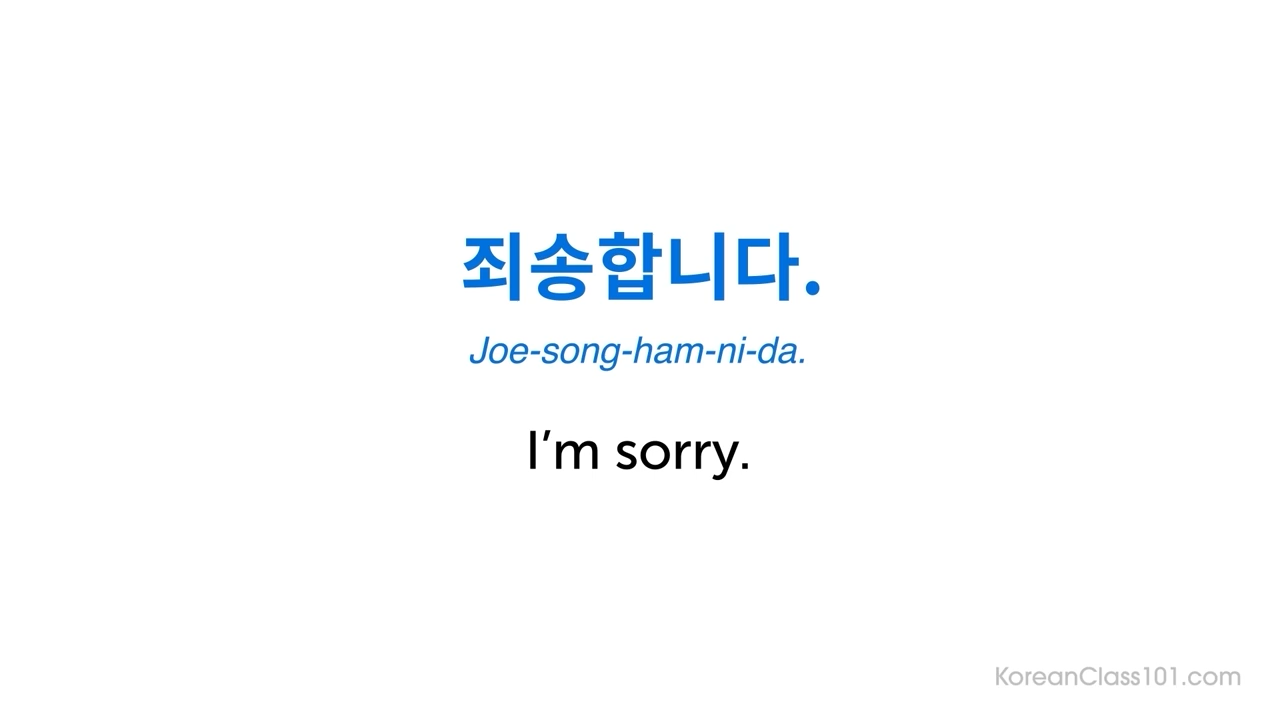 죄송합니다.
Joe-song-ham-ni-da.
I'm sorry.
KoreanClass101.com